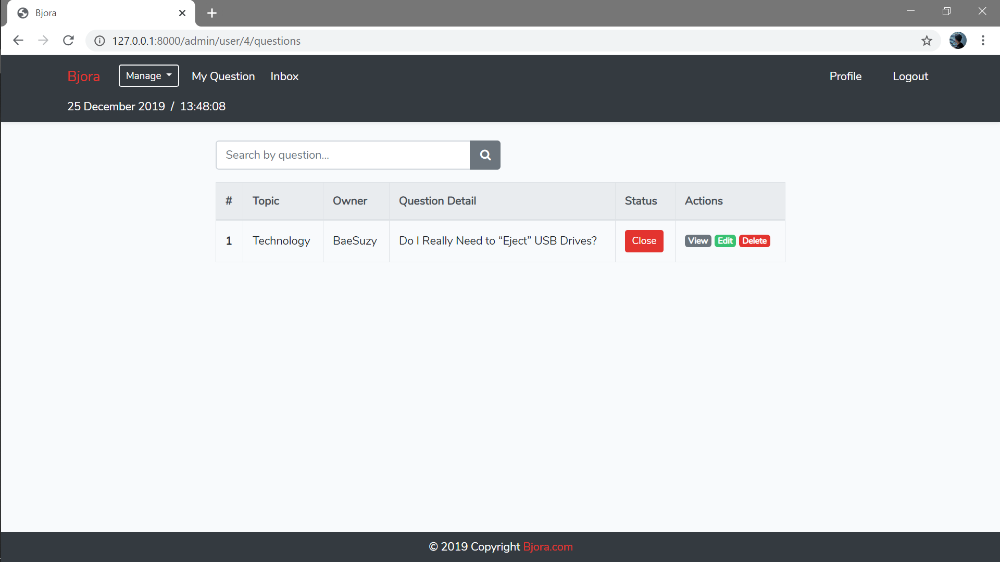 Bjora
127.0.0.1:8000/admin/user/4/questions
Bjora Manage My Question Inbox Profile Logout
25 December 2019 / 13:48:08
Search by question...
# Topic Owner Question Detail Status Actions
1 Technology BaeSuzy Do I Really Need to “Eject” USB Drives? Close View Edit Delete
© 2019 Copyright Bjora.com